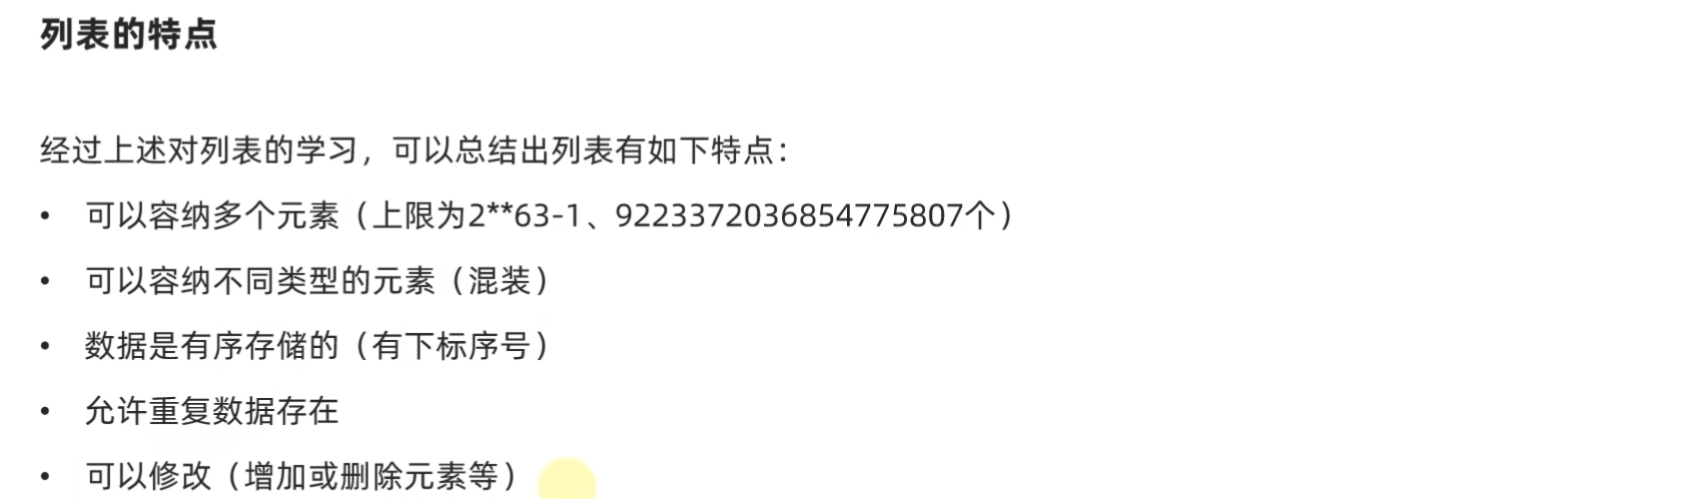 列表的特点
经过上述对列表的学习，可以总结出列表有如下特点：
• 可以容纳多个元素（上限为2**63-1、9223372036854775807个）
• 可以容纳不同类型的元素（混装）
• 数据是有序存储的（有下标序号）
• 允许重复数据存在
• 可以修改（增加或删除元素等）